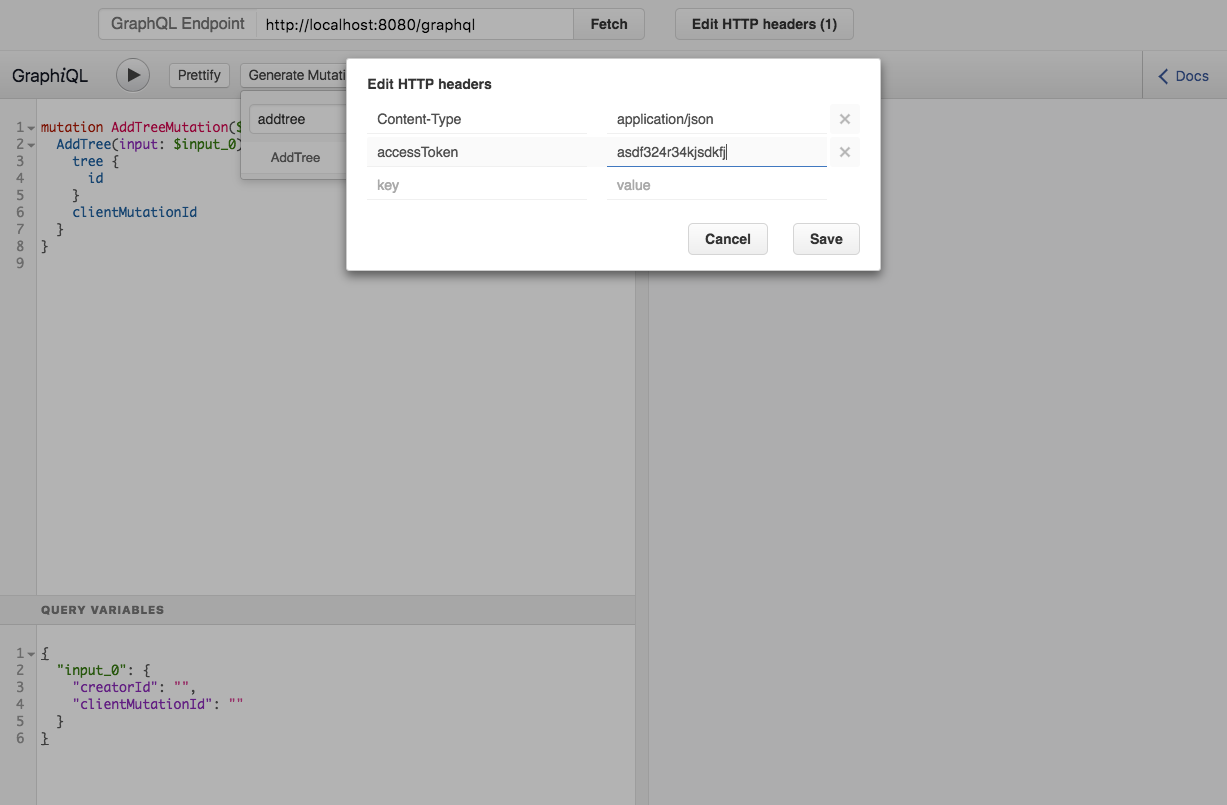 GraphQL Endpoint http://localhost:8080/graphql Fetch Edit HTTP headers (1)
GraphiQL Prettify Generate Mutati Docs
addtree
AddTree
Edit HTTP headers
Content-Type application/json ×
accessToken asdf324r34kjsdkfj ×
key value
Cancel Save
1 mutation AddTreeMutation($
2 AddTree(input: $input_0)
3 tree {
4 id
5 }
6 clientMutationId
7 }
8 }
9
QUERY VARIABLES
1 {
2 "input_0": {
3 "creatorId": "",
4 "clientMutationId": ""
5 }
6 }